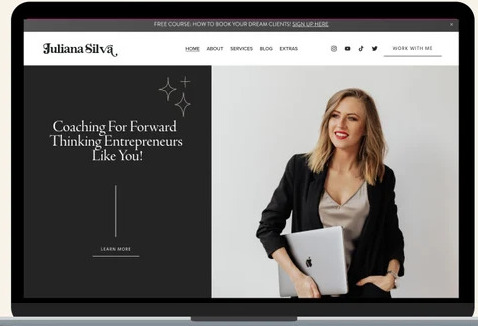 FREE COURSE: HOW TO BOOK YOUR DREAM CLIENTS! SIGN UP HERE
Juliana Silva
HOME ABOUT SERVICES BLOG EXTRAS
WORK WITH ME
Coaching For Forward
Thinking Entrepreneurs
Like You!
LEARN MORE